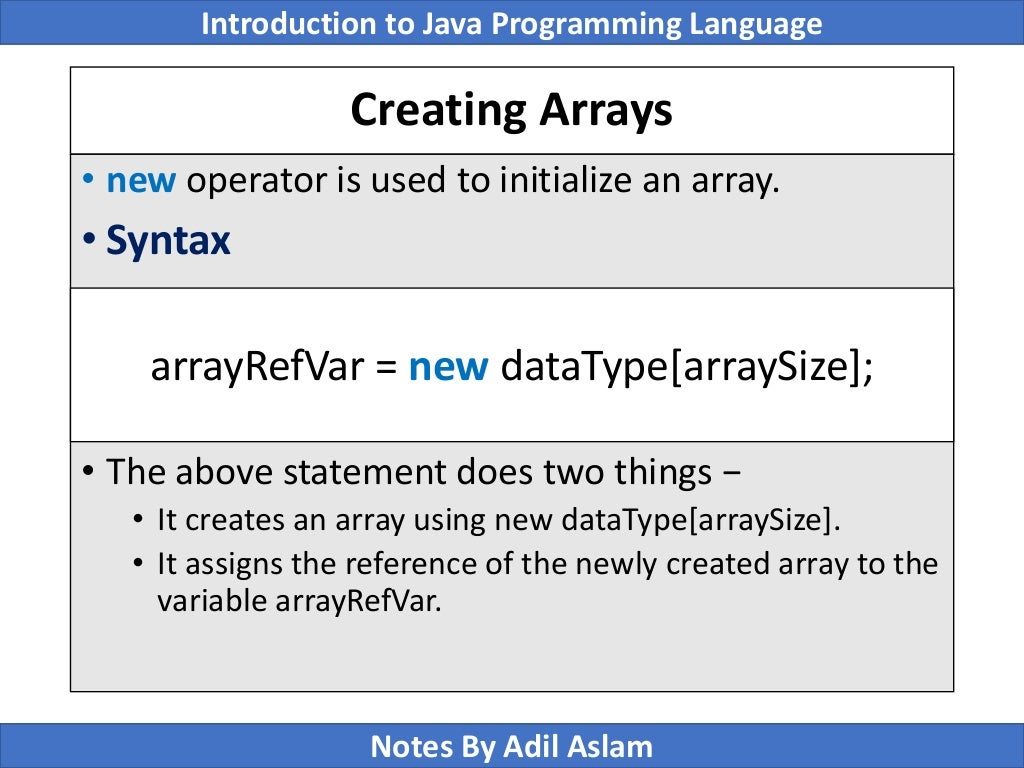 Introduction to Java Programming Language
Creating Arrays
• new operator is used to initialize an array.
• Syntax
arrayRefVar = new dataType[arraySize];
• The above statement does two things −
• It creates an array using new dataType[arraySize].
• It assigns the reference of the newly created array to the
variable arrayRefVar.
Notes By Adil Aslam